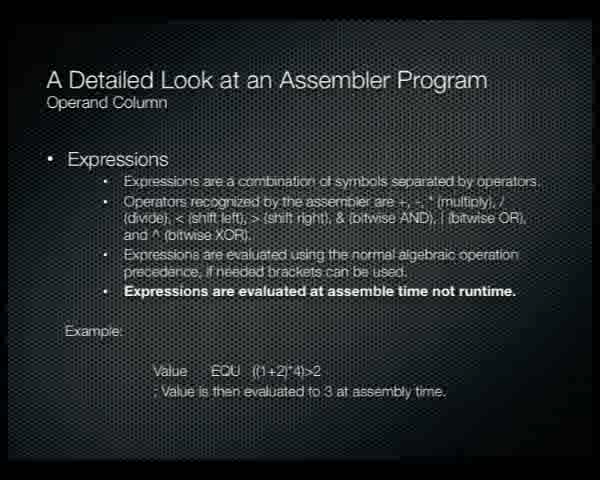 A Detailed Look at an Assembler Program
Operand Column
• Expressions
• Expressions are a combination of symbols separated by operators.
• Operators recognized by the assembler are +, -, * (multiply), /
(divide), < (shift left), > (shift right), & (bitwise AND), | (bitwise OR),
and ^ (bitwise XOR).
• Expressions are evaluated using the normal algebraic operation
precedence, if needed brackets can be used.
• Expressions are evaluated at assemble time not runtime.
Example:
Value EQU ((1+2)*4)>2
; Value is then evaluated to 3 at assembly time.